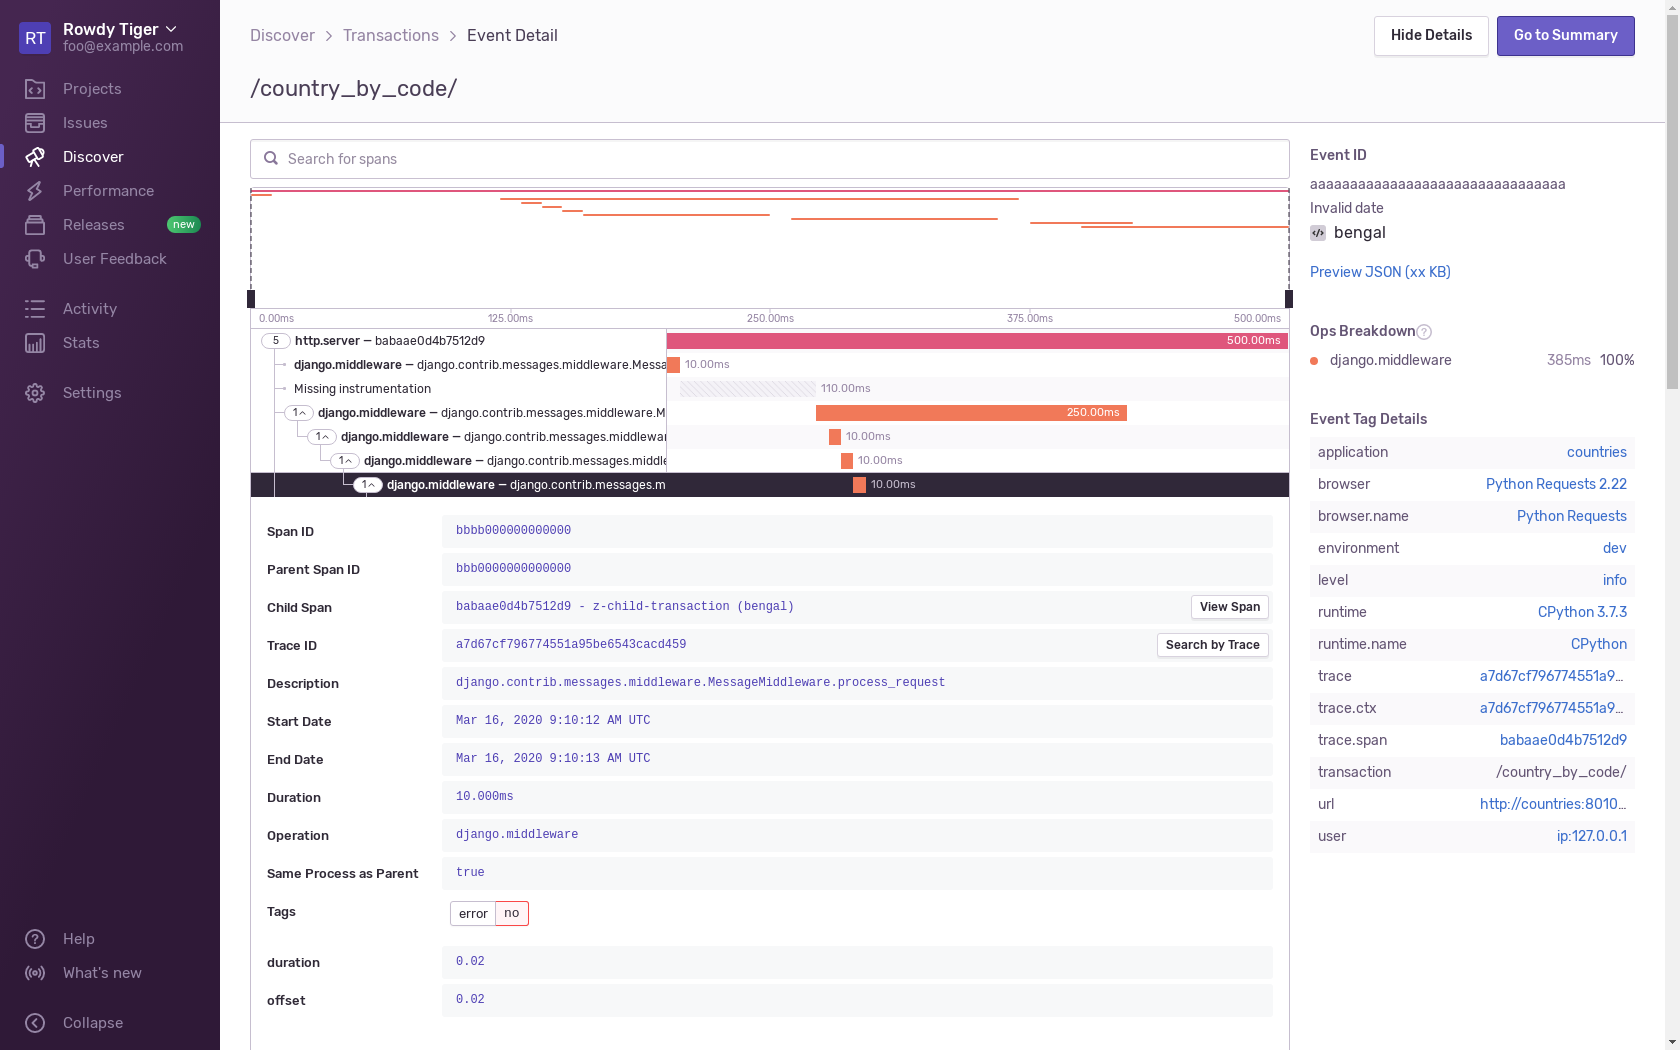 RT
Rowdy Tiger
foo@example.com
Projects
Issues
Discover
Performance
Releases new
User Feedback
Activity
Stats
Settings
Help
What's new
Collapse
Discover > Transactions > Event Detail
Hide Details
Go to Summary
/country_by_code/
Search for spans
0.00ms 125.00ms 250.00ms 375.00ms 500.00ms
5 http.server — babaae0d4b7512d9 500.00ms
django.middleware — django.contrib.messages.middleware.Messa 10.00ms
Missing instrumentation 110.00ms
1 django.middleware — django.contrib.messages.middleware.M 250.00ms
1 django.middleware — django.contrib.messages.middlewar 10.00ms
1 django.middleware — django.contrib.messages.middle 10.00ms
1 django.middleware — django.contrib.messages.m 10.00ms
Span ID bbbb000000000000
Parent Span ID bbb0000000000000
Child Span babaae0d4b7512d9 - z-child-transaction (bengal) View Span
Trace ID a7d67cf796774551a95be6543cacd459 Search by Trace
Description django.contrib.messages.middleware.MessageMiddleware.process_request
Start Date Mar 16, 2020 9:10:12 AM UTC
End Date Mar 16, 2020 9:10:13 AM UTC
Duration 10.000ms
Operation django.middleware
Same Process as Parent true
Tags error no
duration 0.02
offset 0.02
Event ID
aaaaaaaaaaaaaaaaaaaaaaaaaaaaaaaa
Invalid date
bengal
Preview JSON (xx KB)
Ops Breakdown ?
django.middleware 385ms 100%
Event Tag Details
application countries
browser Python Requests 2.22
browser.name Python Requests
environment dev
level info
runtime CPython 3.7.3
runtime.name CPython
trace a7d67cf796774551a9…
trace.ctx a7d67cf796774551a9…
trace.span babaae0d4b7512d9
transaction /country_by_code/
url http://countries:8010…
user ip:127.0.0.1